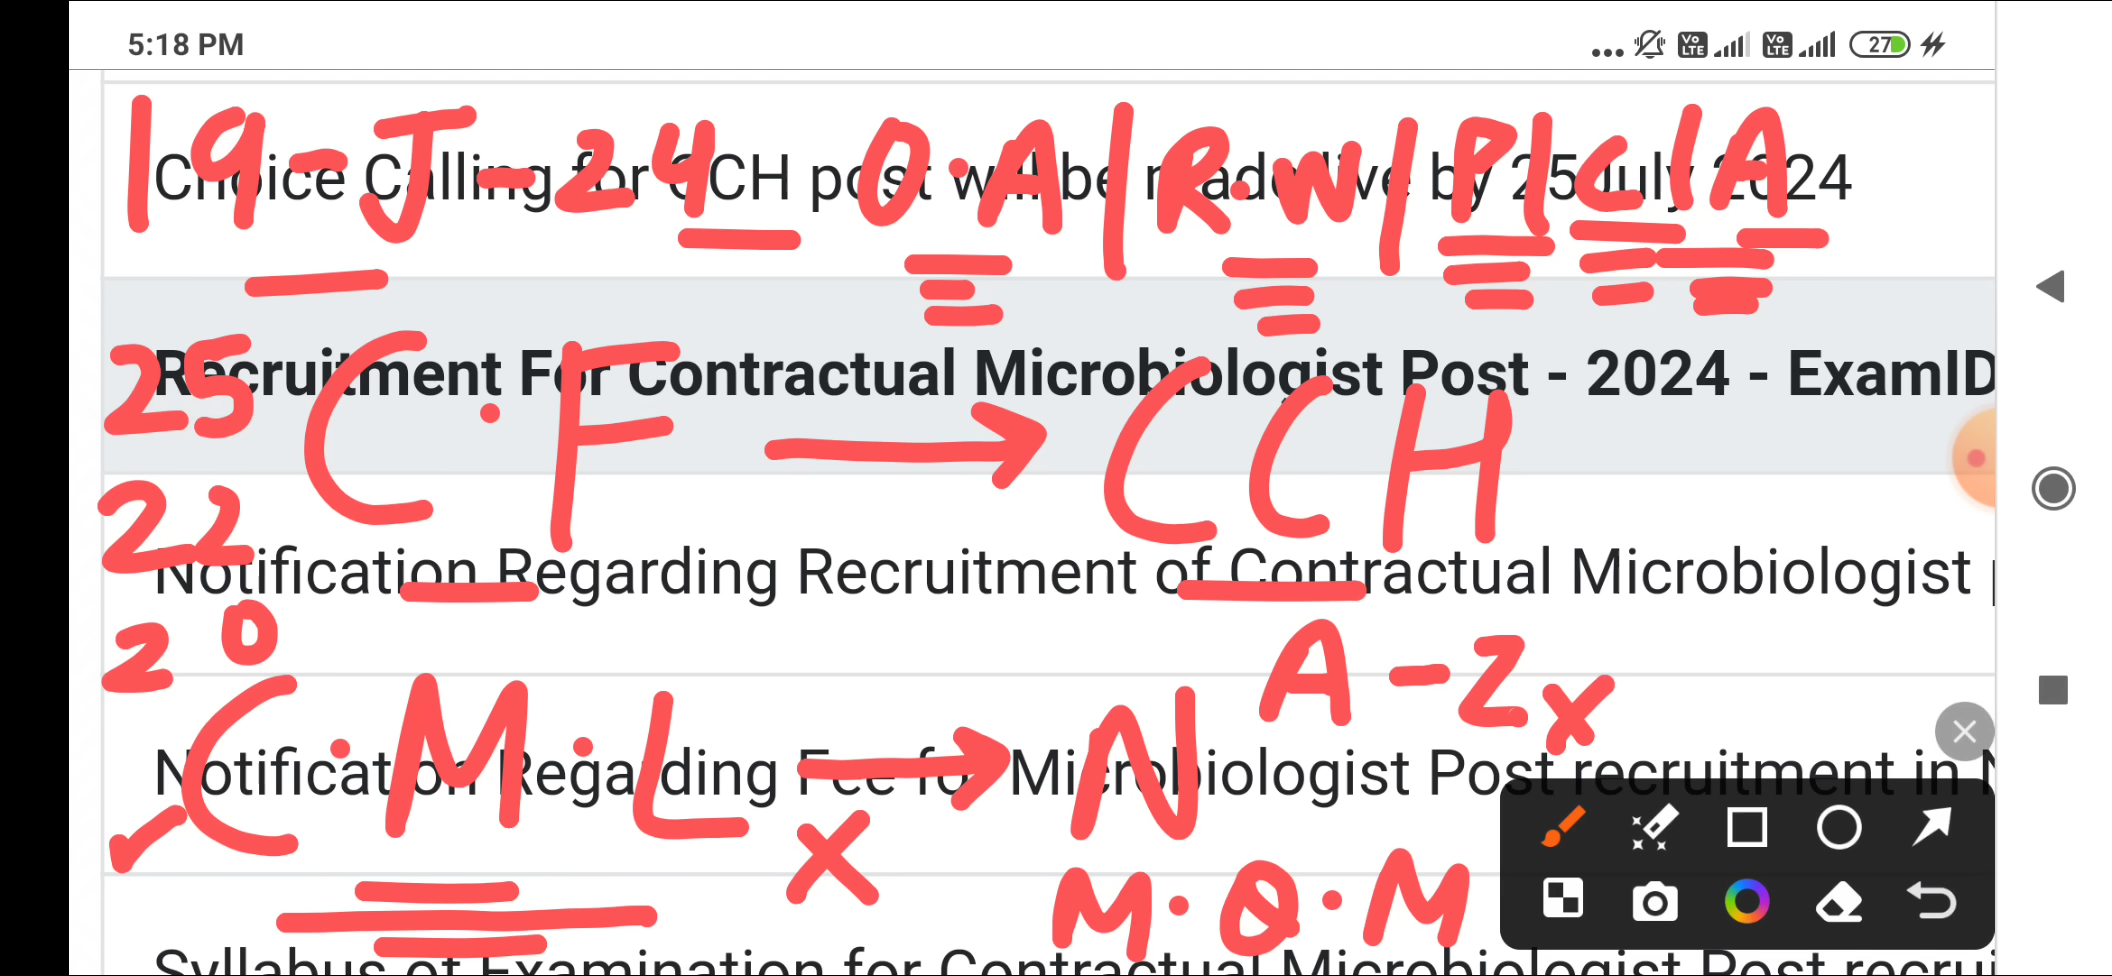 5:18 PM
VoLTE VoLTE 27
19-J-24 O.A|R.W|P|C|A
Choice Calling for CCH post will be made live by 25 July 2024
25 C.F → CCH
Recruitment For Contractual Microbiologist Post - 2024 - ExamID
22
Notification Regarding Recruitment of Contractual Microbiologist
20 A-Z x
C.M.L → N
Notification Regarding Fee for Microbiologist Post recruitment in
x M.Q.M
Syllabus of Examination for Contractual Microbiologist Post recrui